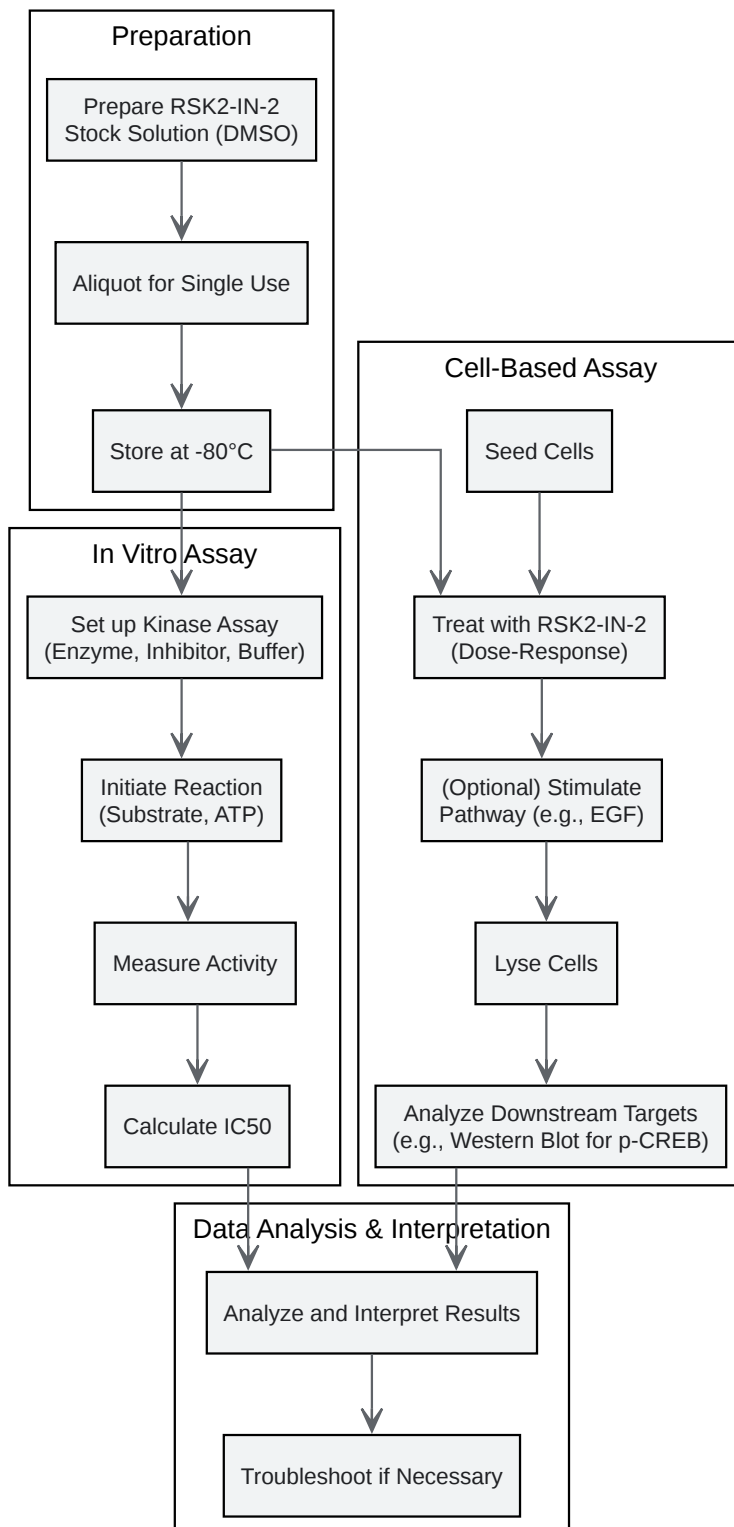 Preparation
Prepare RSK2-IN-2
Stock Solution (DMSO)
Aliquot for Single Use
Store at -80°C
In Vitro Assay
Set up Kinase Assay
(Enzyme, Inhibitor, Buffer)
Initiate Reaction
(Substrate, ATP)
Measure Activity
Calculate IC50
Cell-Based Assay
Seed Cells
Treat with RSK2-IN-2
(Dose-Response)
(Optional) Stimulate
Pathway (e.g., EGF)
Lyse Cells
Analyze Downstream Targets
(e.g., Western Blot for p-CREB)
Data Analysis & Interpretation
Analyze and Interpret Results
Troubleshoot if Necessary